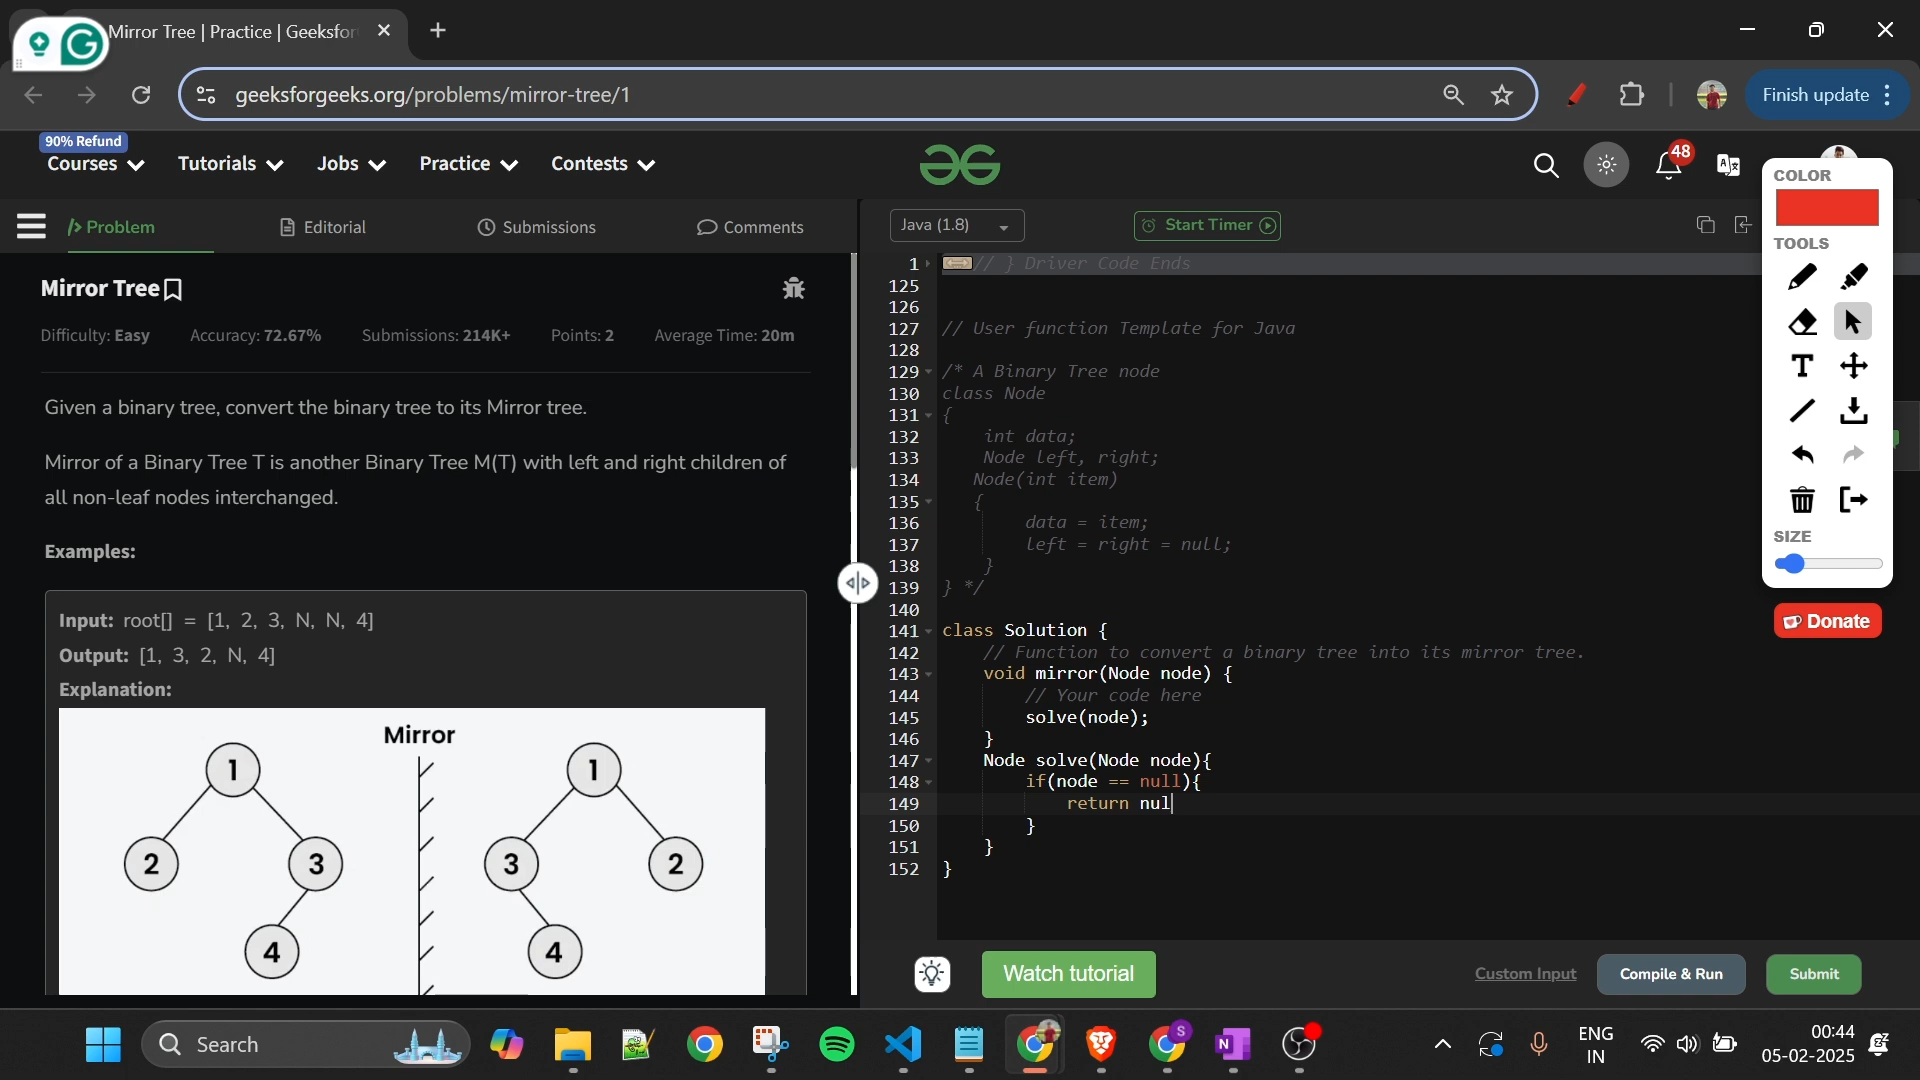 Mirror Tree | Practice | Geeksfor
geeksforgeeks.org/problems/mirror-tree/1
Finish update
90% Refund
Courses
Tutorials
Jobs
Practice
Contests
48
Problem
Editorial
Submissions
Comments
Java (1.8)
Start Timer
Mirror Tree
Difficulty: Easy
Accuracy: 72.67%
Submissions: 214K+
Points: 2
Average Time: 20m
Given a binary tree, convert the binary tree to its Mirror tree.
Mirror of a Binary Tree T is another Binary Tree M(T) with left and right children of
all non-leaf nodes interchanged.
Examples:
Input: root[] = [1, 2, 3, N, N, 4]
Output: [1, 3, 2, N, 4]
Explanation:
Mirror
1
1
2
3
3
2
4
4
1 // } Driver Code Ends
125
126
127 // User function Template for Java
128
129 /* A Binary Tree node
130 class Node
131 {
132 int data;
133 Node left, right;
134 Node(int item)
135 {
136 data = item;
137 left = right = null;
138 }
139 } */
140
141 class Solution {
142 // Function to convert a binary tree into its mirror tree.
143 void mirror(Node node) {
144 // Your code here
145 solve(node);
146 }
147 Node solve(Node node){
148 if(node == null){
149 return nul
150 }
151 }
152 }
COLOR
TOOLS
T
SIZE
Donate
Watch tutorial
Custom Input
Compile & Run
Submit
Search
S
N
ENG
IN
00:44
05-02-2025